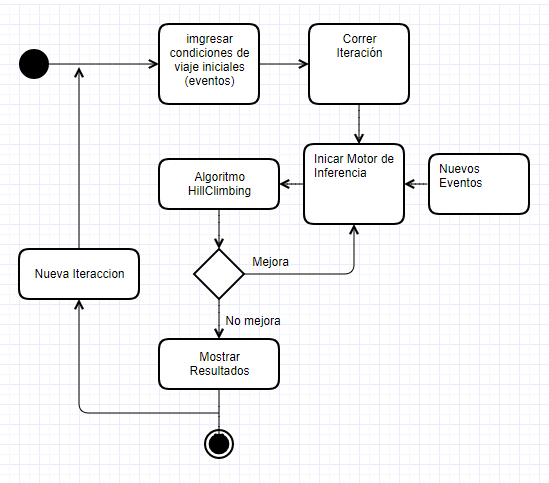 imgresar
condiciones de
viaje iniciales
(eventos)
Correr
Iteración
Inicar Motor de
Inferencia
Nuevos
Eventos
Algoritmo
HillClimbing
Mejora
Nueva Iteraccion
No mejora
Mostrar
Resultados